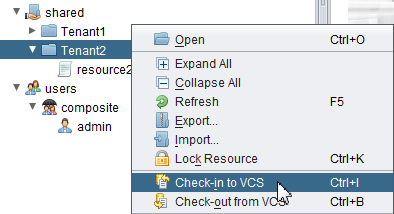 shared
Tenant1
Tenant2
resource2
users
composite
admin
Open Ctrl+O
Expand All
Collapse All
Refresh F5
Export...
Import...
Lock Resource Ctrl+K
Check-in to VCS Ctrl+I
Check-out from VCS Ctrl+B